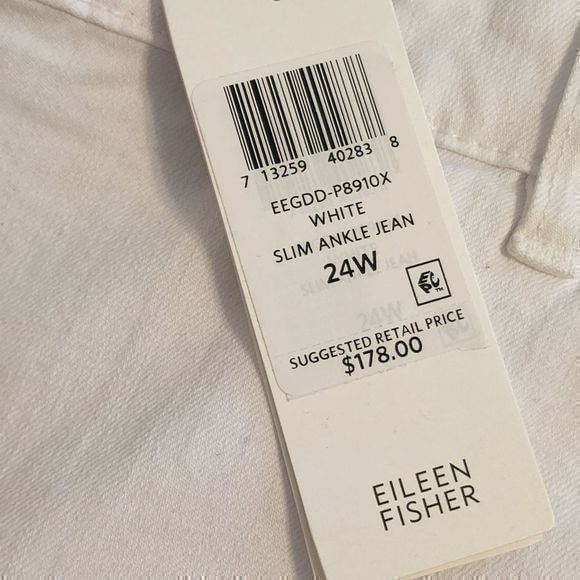 7 13259 40283 8
EEGDD-P8910X
WHITE
SLIM ANKLE JEAN
24W
SUGGESTED RETAIL PRICE
$178.00
EILEEN
FISHER